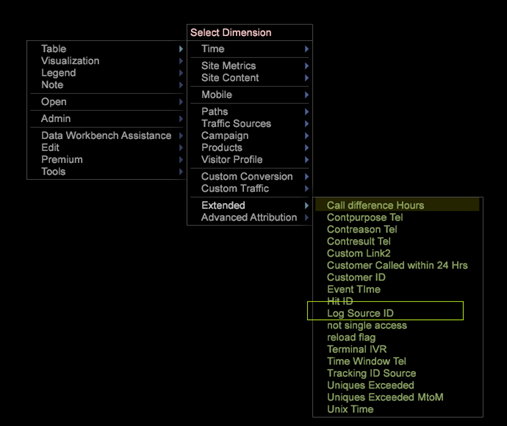 Table
Visualization
Legend
Note
Open
Admin
Data Workbench Assistance
Edit
Premium
Tools
Select Dimension
Time
Site Metrics
Site Content
Mobile
Paths
Traffic Sources
Campaign
Products
Visitor Profile
Custom Conversion
Custom Traffic
Extended
Advanced Attribution
Call difference Hours
Contpurpose Tel
Contreason Tel
Contresult Tel
Custom Link2
Customer Called within 24 Hrs
Customer ID
Event TIme
Hit ID
Log Source ID
not single access
reload flag
Terminal IVR
Time Window Tel
Tracking ID Source
Uniques Exceeded
Uniques Exceeded MtoM
Unix Time